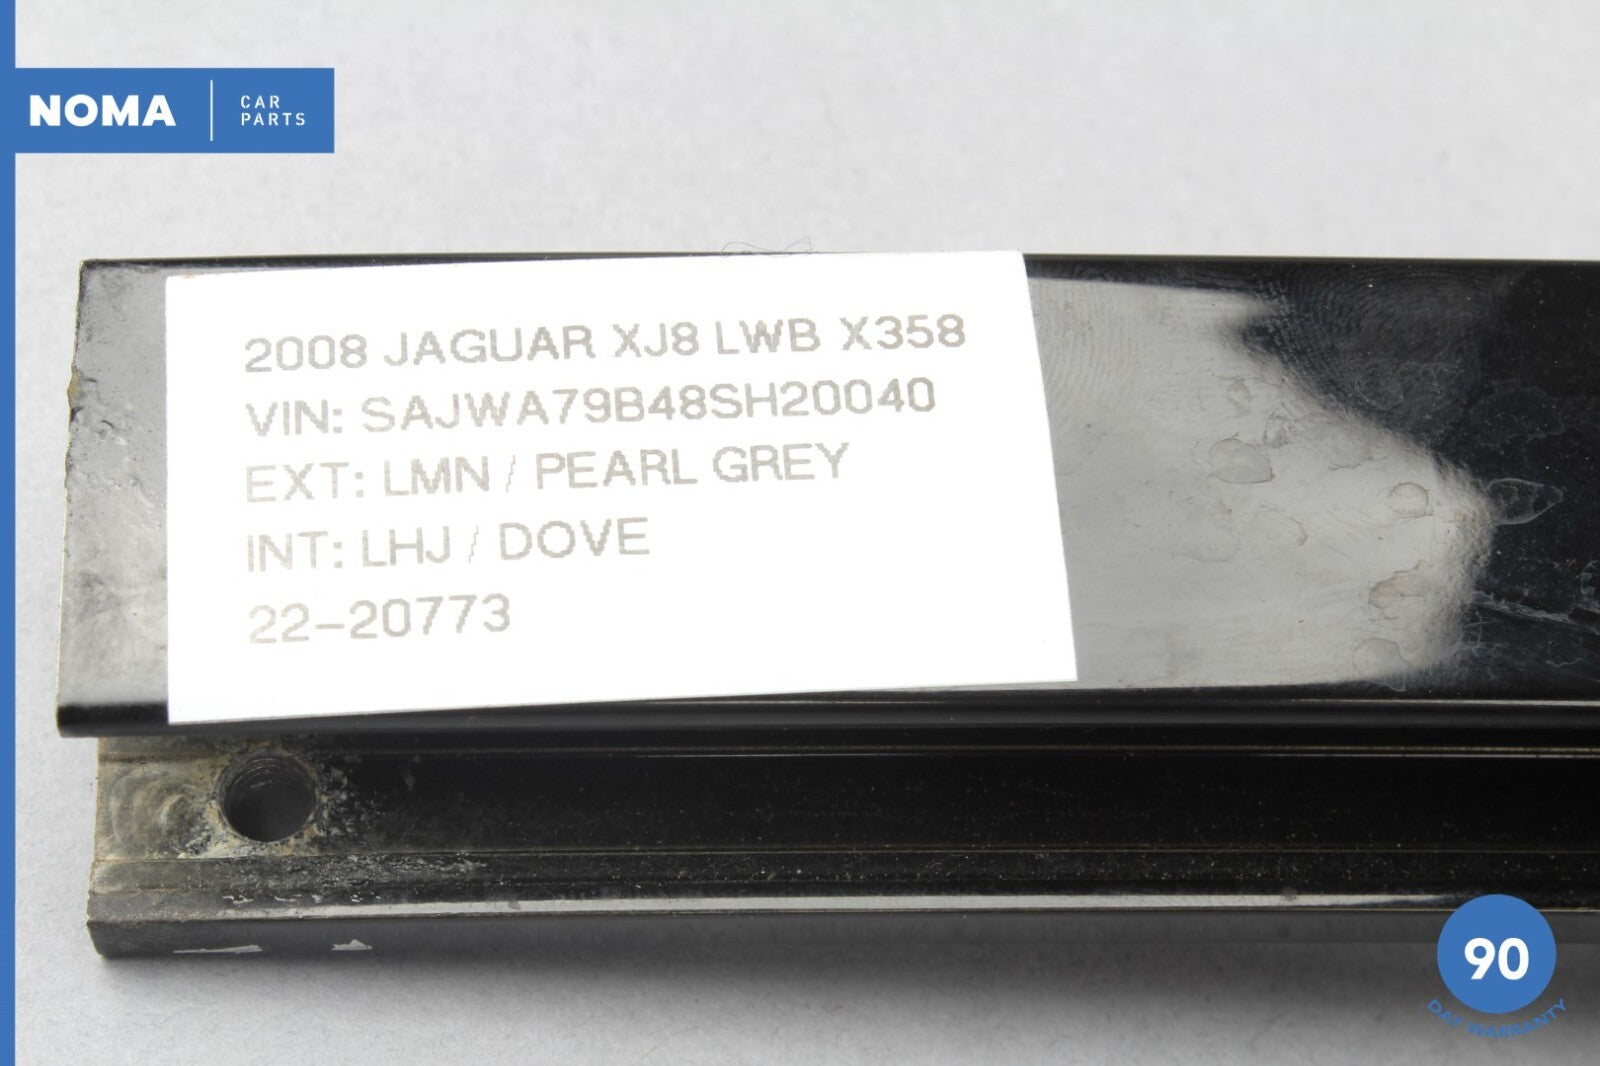 NOMA
CAR
PARTS
2008 JAGUAR XJ8 LWB X358
VIN: SAJWA79B48SH20040
EXT: LMN / PEARL GREY
INT: LHJ / DOVE
22-20773
90
DAY WARRANTY